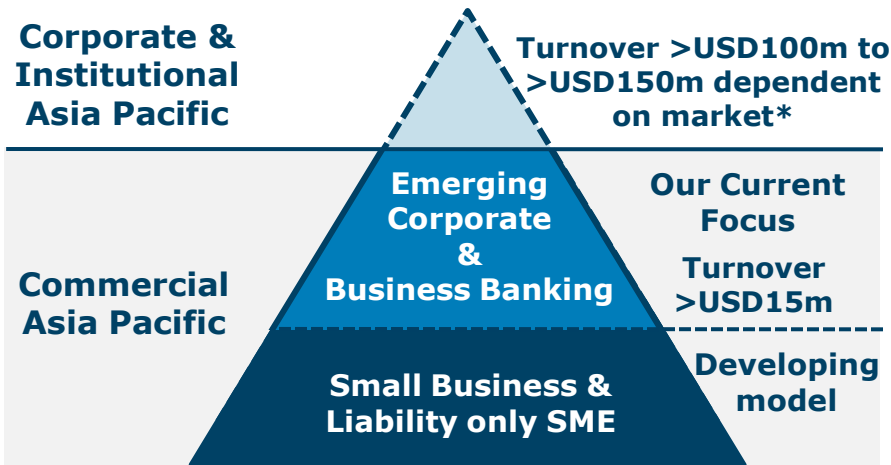 Corporate &
Institutional
Asia Pacific
Turnover >USD100m to
>USD150m dependent
on market*
Emerging
Corporate
&
Business Banking
Our Current
Focus
Turnover
>USD15m
Commercial
Asia Pacific
Small Business &
Liability only SME
Developing
model